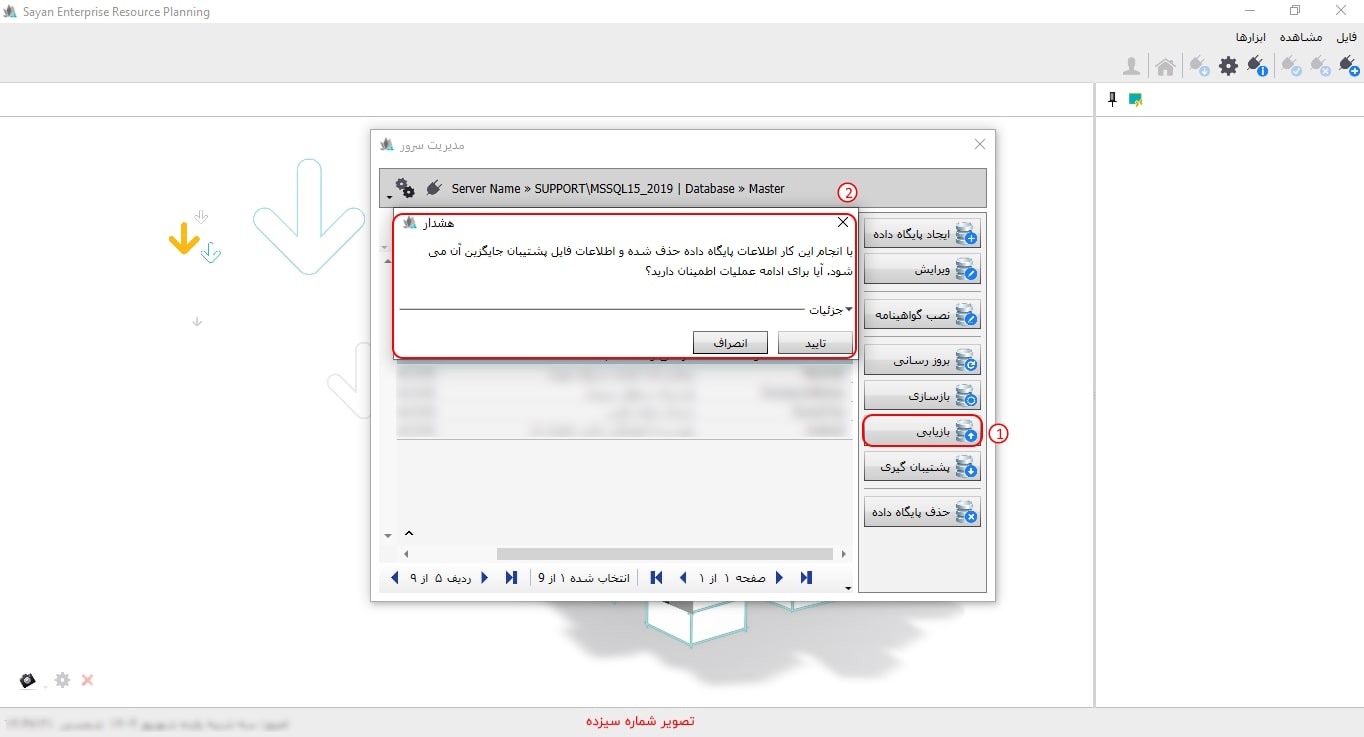 Sayan Enterprise Resource Planning
فایل مشاهده ابزارها
مدیریت سرور
Server Name » SUPPORT\MSSQL15_2019 | Database » Master
2
هشدار
با انجام این کار اطلاعات پایگاه داده حذف شده و اطلاعات فایل پشتیبان جایگزین آن می
شود. آیا برای ادامه عملیات اطمینان دارید؟
جزئیات
تایید
انصراف
ایجاد پایگاه داده
ویرایش
نصب گواهینامه
بروز رسانی
بازسازی
بازیابی
1
پشتیبان گیری
حذف پایگاه داده
صفحه ۱ از ۱
انتخاب شده ۱ از 9
ردیف ۵ از ۹
تصویر شماره سیزده